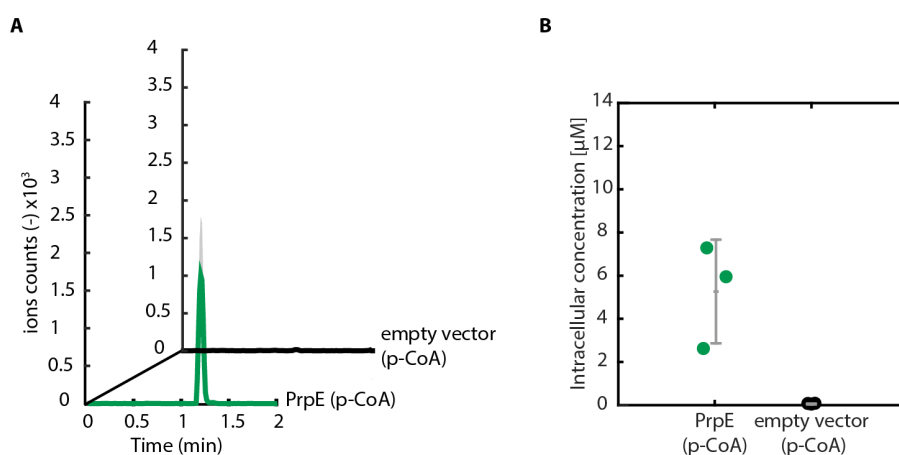 A
4
3.5
3
2.5
2
1.5
1
0.5
0
4
3.5
3
2.5
2
1.5
1
0.5
0
ions counts (-) x10³
0 0.5 1 1.5 2
Time (min)
empty vector
(p-CoA)
PrpE (p-CoA)
B
14
12
10
8
6
4
2
0
Intracellular concentration [µM]
PrpE
(p-CoA)
empty vector
(p-CoA)